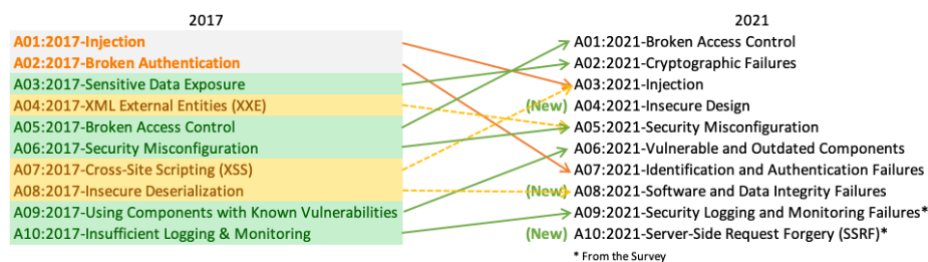 2017 2021
A01:2017-Injection A01:2021-Broken Access Control
A02:2017-Broken Authentication A02:2021-Cryptographic Failures
A03:2017-Sensitive Data Exposure A03:2021-Injection
A04:2017-XML External Entities (XXE) (New) A04:2021-Insecure Design
A05:2017-Broken Access Control A05:2021-Security Misconfiguration
A06:2017-Security Misconfiguration A06:2021-Vulnerable and Outdated Components
A07:2017-Cross-Site Scripting (XSS) A07:2021-Identification and Authentication Failures
A08:2017-Insecure Deserialization (New) A08:2021-Software and Data Integrity Failures
A09:2017-Using Components with Known Vulnerabilities A09:2021-Security Logging and Monitoring Failures*
A10:2017-Insufficient Logging & Monitoring (New) A10:2021-Server-Side Request Forgery (SSRF)*
* From the Survey